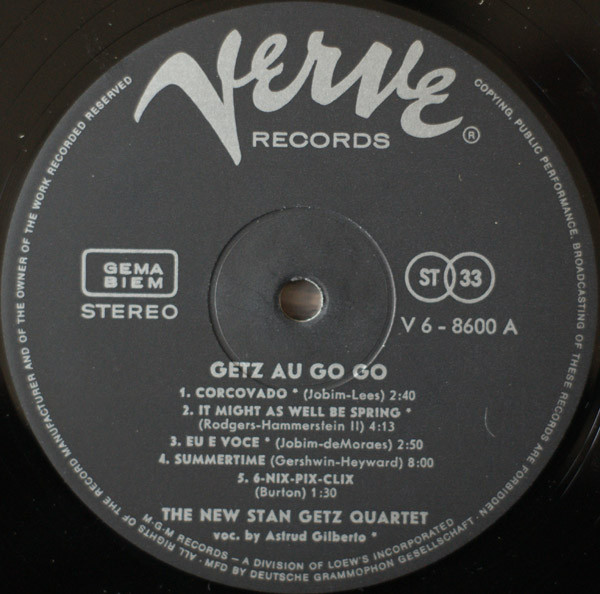 Verve
RECORDS ®
GEMA
BIEM
STEREO
ST 33
V 6 - 8600 A
GETZ AU GO GO
1. CORCOVADO * (Jobim-Lees) 2:40
2. IT MIGHT AS WELL BE SPRING *
(Rodgers-Hammerstein II) 4:13
3. EU E VOCE * (Jobim-deMoraes) 2:50
4. SUMMERTIME (Gershwin-Heyward) 8:00
5. 6-NIX-PIX-CLIX
(Burton) 1:30
THE NEW STAN GETZ QUARTET
voc. by Astrud Gilberto *
M·G·M RECORDS – A DIVISION OF LOEW'S INCORPORATED
· ALL RIGHTS OF THE RECORD MANUFACTURER AND OF THE OWNER OF THE WORK RECORDED RESERVED
COPYING, PUBLIC PERFORMANCE, BROADCASTING OF THESE RECORDS ARE FORBIDDEN
· MFD BY DEUTSCHE GRAMMOPHON GESELLSCHAFT ·